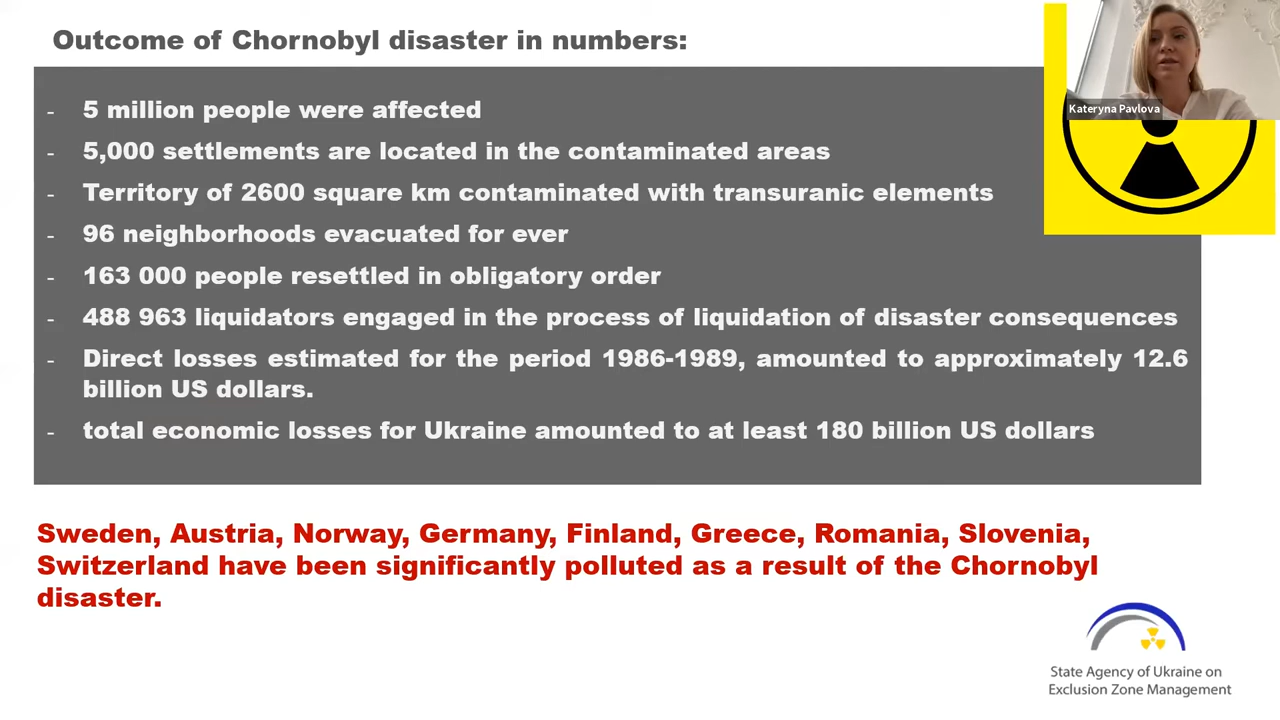 Outcome of Chornobyl disaster in numbers:
Kateryna Pavlova
- 5 million people were affected
- 5,000 settlements are located in the contaminated areas
- Territory of 2600 square km contaminated with transuranic elements
- 96 neighborhoods evacuated for ever
- 163 000 people resettled in obligatory order
- 488 963 liquidators engaged in the process of liquidation of disaster consequences
- Direct losses estimated for the period 1986-1989, amounted to approximately 12.6
billion US dollars.
- total economic losses for Ukraine amounted to at least 180 billion US dollars
Sweden, Austria, Norway, Germany, Finland, Greece, Romania, Slovenia,
Switzerland have been significantly polluted as a result of the Chornobyl
disaster.
State Agency of Ukraine on
Exclusion Zone Management